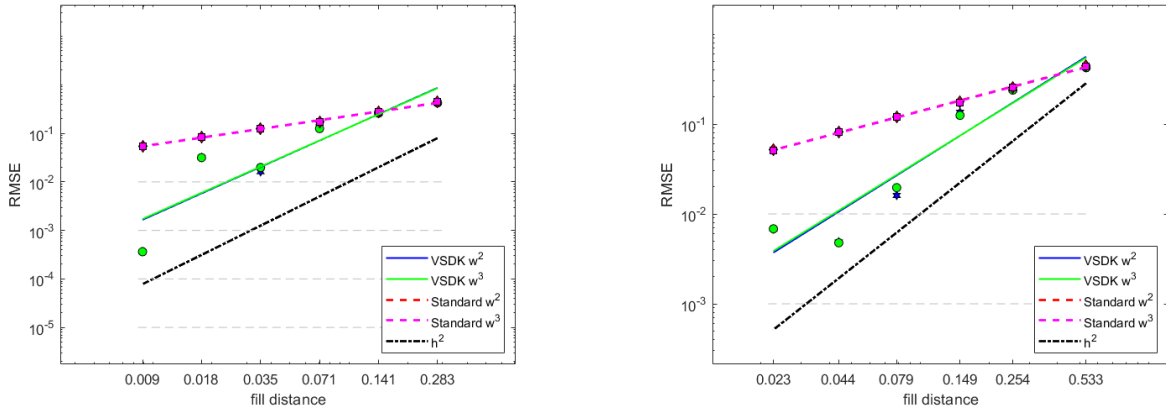 RMSE
10^-1
10^-2
10^-3
10^-4
10^-5
0.009 0.018 0.035 0.071 0.141 0.283
fill distance
VSDK w^2
VSDK w^3
Standard w^2
Standard w^3
h^2
RMSE
10^-1
10^-2
10^-3
0.023 0.044 0.079 0.149 0.254 0.533
fill distance
VSDK w^2
VSDK w^3
Standard w^2
Standard w^3
h^2